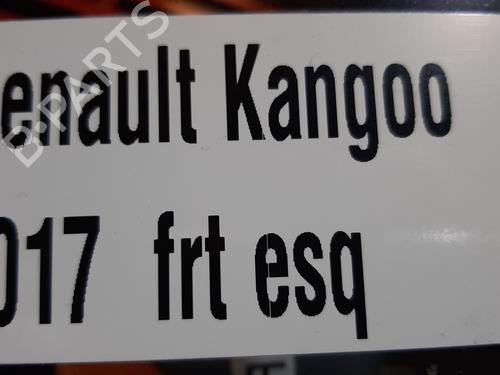 B-PARTS
enault Kangoo
017 frt esq